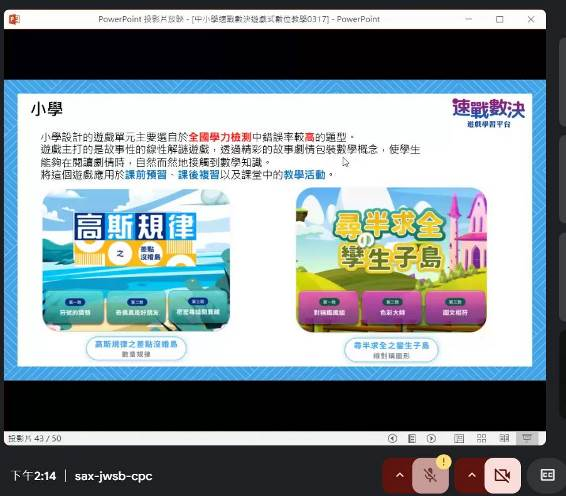 PowerPoint 投影片放映 - [中小學速戰數決遊戲式數位教學0317] - PowerPoint
小學
速戰數決
遊戲學習平台
小學設計的遊戲單元主要選自於全國學力檢測中錯誤率較高的題型。
遊戲主打的是故事性的線性解謎遊戲，透過精彩的故事劇情包裝數學概念，使學生
能夠在閱讀劇情時，自然而然地接觸到數學知識。
將這個遊戲應用於課前預習、課後複習以及課堂中的教學活動。
高斯規律
之 差點沒橋島
第一關 第二關 第三關
尋半求全
之
孿生子島
第一關 第二關 第三關
色彩大師 圖文相符
高斯規律之差點沒橋島
數量規律
尋半求全之孿生子島
線對稱圖形
投影片 43 / 50
下午2:14 | sax-jwsb-cpc